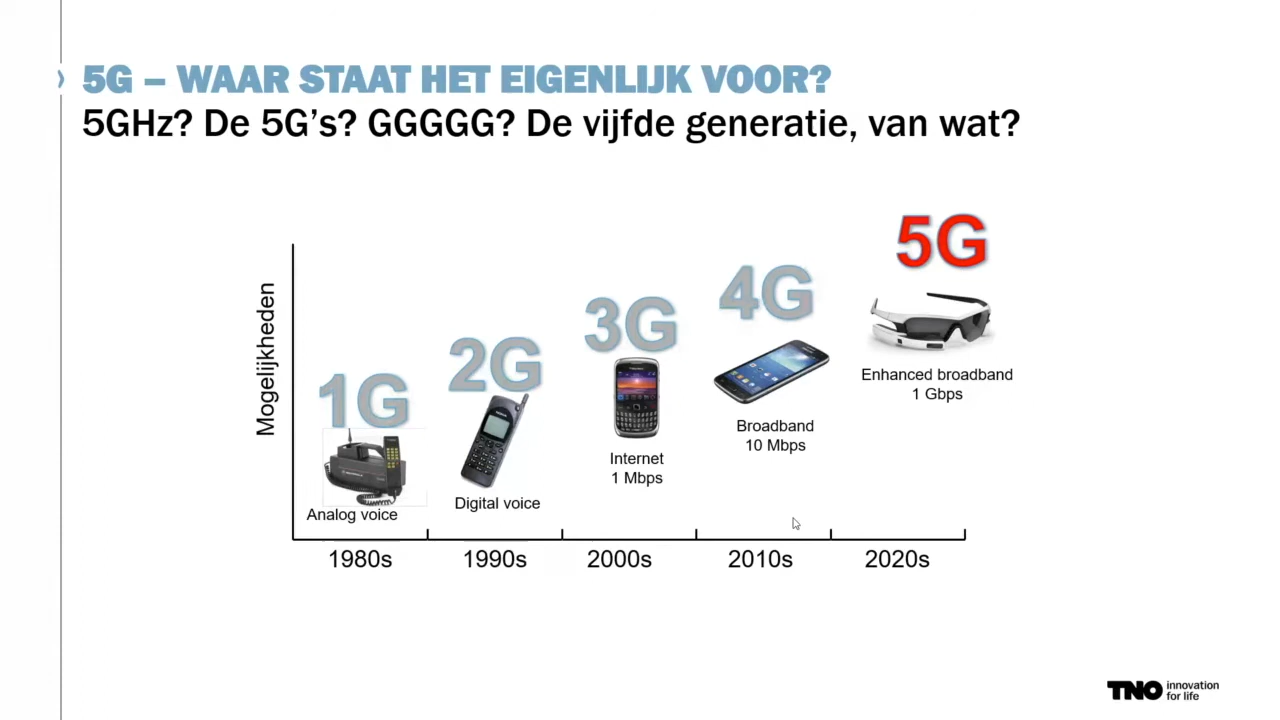 5G – WAAR STAAT HET EIGENLIJK VOOR?
5GHz? De 5G's? GGGGG? De vijfde generatie, van wat?
Mogelijkheden
1G
Analog voice
2G
Digital voice
3G
Internet
1 Mbps
4G
Broadband
10 Mbps
5G
Enhanced broadband
1 Gbps
1980s
1990s
2000s
2010s
2020s
TNO innovation
for life